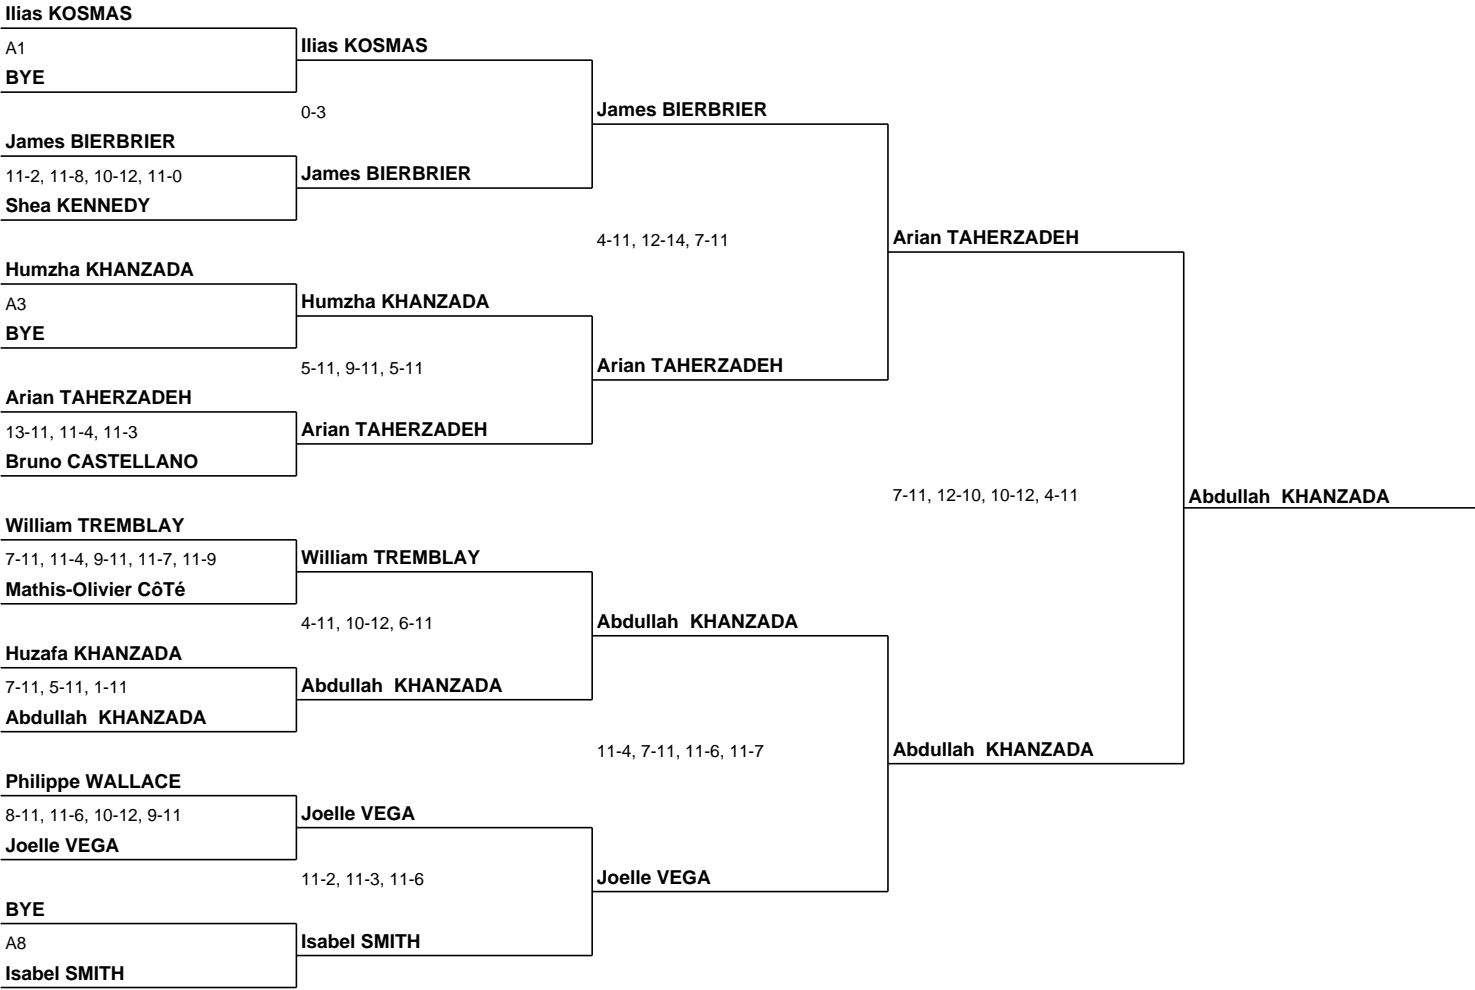 Ilias KOSMAS
A1
BYE
James BIERBRIER
11-2, 11-8, 10-12, 11-0
Shea KENNEDY
Humzha KHANZADA
A3
BYE
Arian TAHERZADEH
13-11, 11-4, 11-3
Bruno CASTELLANO
William TREMBLAY
7-11, 11-4, 9-11, 11-7, 11-9
Mathis-Olivier CôTé
Huzafa KHANZADA
7-11, 5-11, 1-11
Abdullah  KHANZADA
Philippe WALLACE
8-11, 11-6, 10-12, 9-11
Joelle VEGA
BYE
A8
Isabel SMITH
Ilias KOSMAS
0-3
James BIERBRIER
Humzha KHANZADA
5-11, 9-11, 5-11
Arian TAHERZADEH
William TREMBLAY
4-11, 10-12, 6-11
Abdullah  KHANZADA
Joelle VEGA
11-2, 11-3, 11-6
Isabel SMITH
James BIERBRIER
4-11, 12-14, 7-11
Arian TAHERZADEH
Abdullah  KHANZADA
11-4, 7-11, 11-6, 11-7
Joelle VEGA
Arian TAHERZADEH
7-11, 12-10, 10-12, 4-11
Abdullah  KHANZADA
Abdullah  KHANZADA